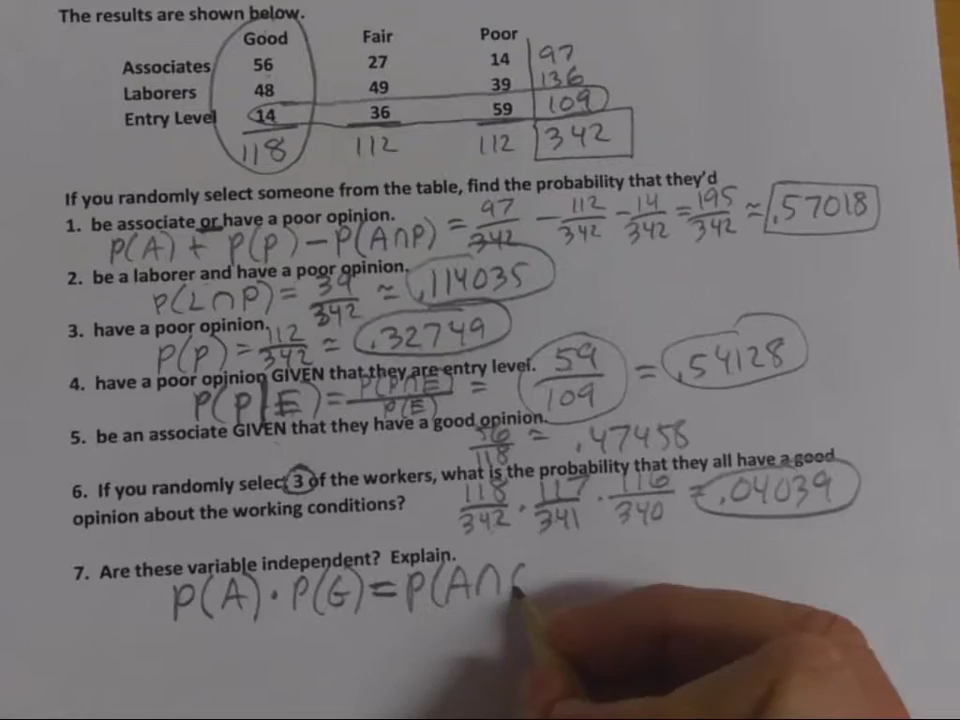 The results are shown below.
Good Fair Poor
Associates 56 27 14 97
Laborers 48 49 39 136
Entry Level 14 36 59 109
118 112 112 342
If you randomly select someone from the table, find the probability that they'd
1. be associate or have a poor opinion.
P(A) + P(P) - P(A∩P) = 97/342 - 112/342 - 14/342 = 195/342 ≈ .57018
2. be a laborer and have a poor opinion.
P(L∩P) = 39/342 ≈ .114035
3. have a poor opinion.
P(P) = 112/342 ≈ .32749
4. have a poor opinion GIVEN that they are entry level.
P(P|E) = P(P∩E)/P(E) = 59/109 = .54128
5. be an associate GIVEN that they have a good opinion.
56/118 = .47458
6. If you randomly select 3 of the workers, what is the probability that they all have a good
opinion about the working conditions? 118/342 · 117/341 · 116/340 = .04039
7. Are these variable independent? Explain.
P(A) · P(G) = P(A∩